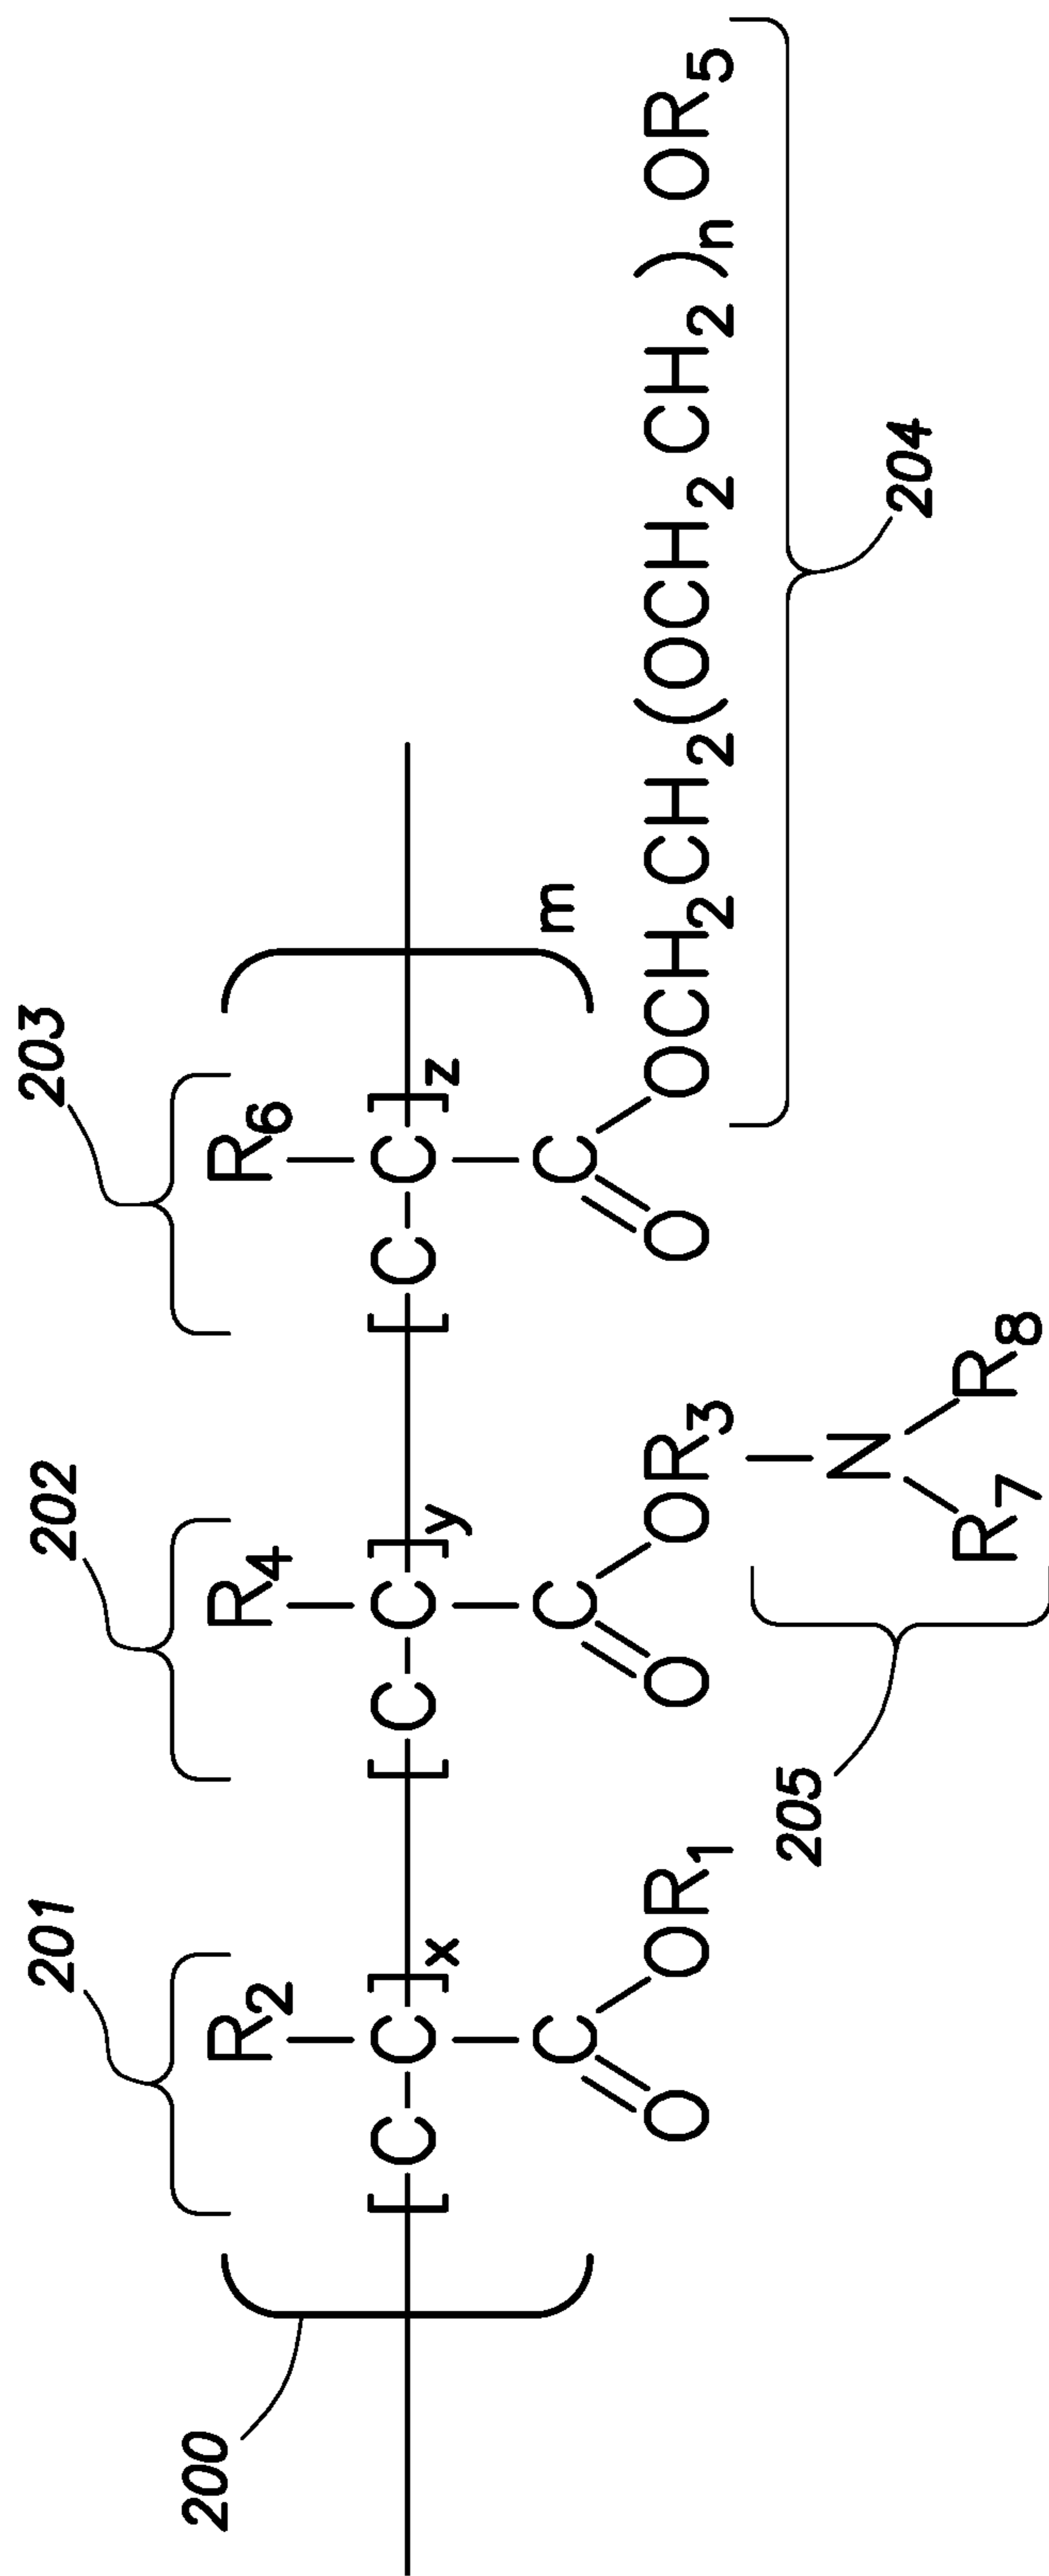 201 202 203
200
R2 R4 R6
[C-C]x [C-C]y [C-C]z m
C C C
O OR1 O OR3 O OCH2CH2(OCH2CH2)nOR5
N
R7 R8
205 204